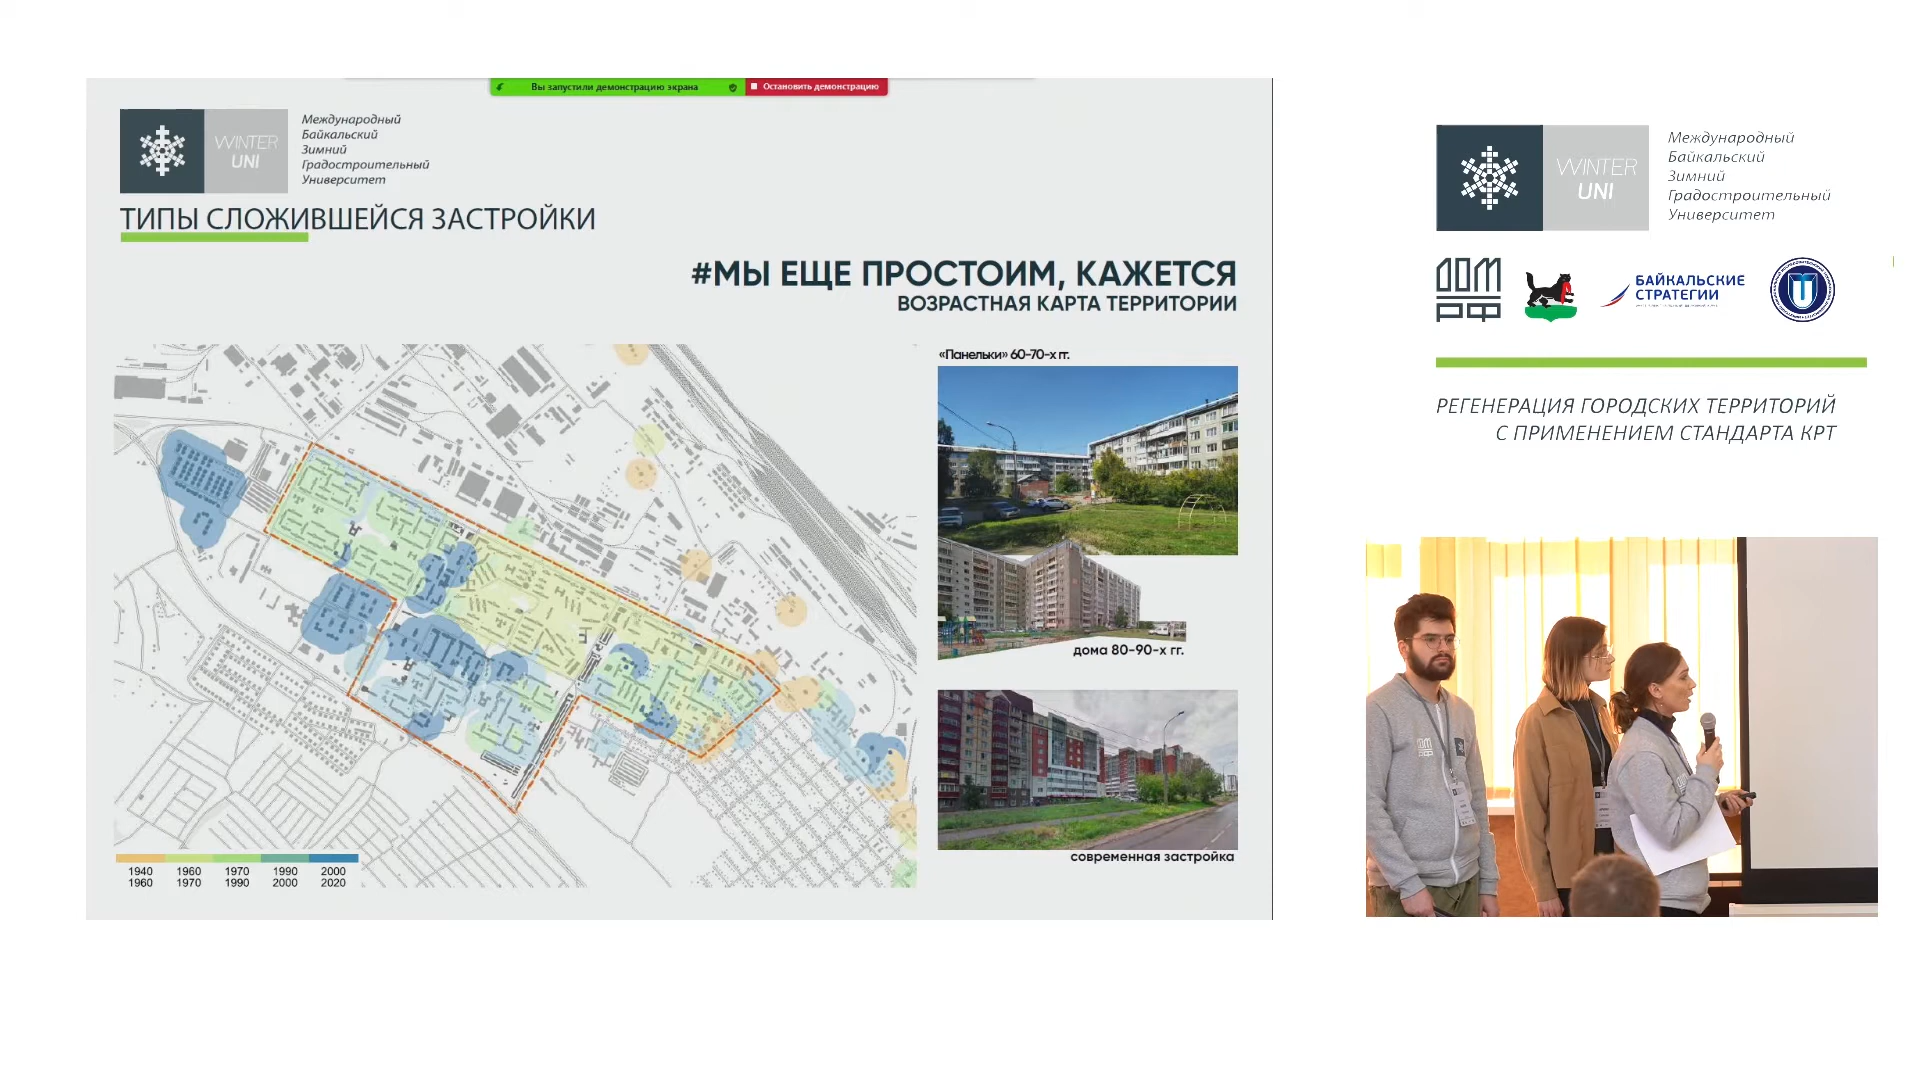 Вы запустили демонстрацию экрана
Остановить демонстрацию
WINTER
UNI
Международный
Байкальский
Зимний
Градостроительный
Университет
ТИПЫ СЛОЖИВШЕЙСЯ ЗАСТРОЙКИ
#МЫ ЕЩЕ ПРОСТОИМ, КАЖЕТСЯ
ВОЗРАСТНАЯ КАРТА ТЕРРИТОРИИ
«Панельки» 60-70-х гг.
дома 80-90-х гг.
современная застройка
1940 1960 1970 1990 2000
1960 1970 1990 2000 2020
WINTER
UNI
Международный
Байкальский
Зимний
Градостроительный
Университет
ДОМ
РФ
БАЙКАЛЬСКИЕ
СТРАТЕГИИ
РЕГЕНЕРАЦИЯ ГОРОДСКИХ ТЕРРИТОРИЙ
С ПРИМЕНЕНИЕМ СТАНДАРТА КРТ
ДОМ
РФ